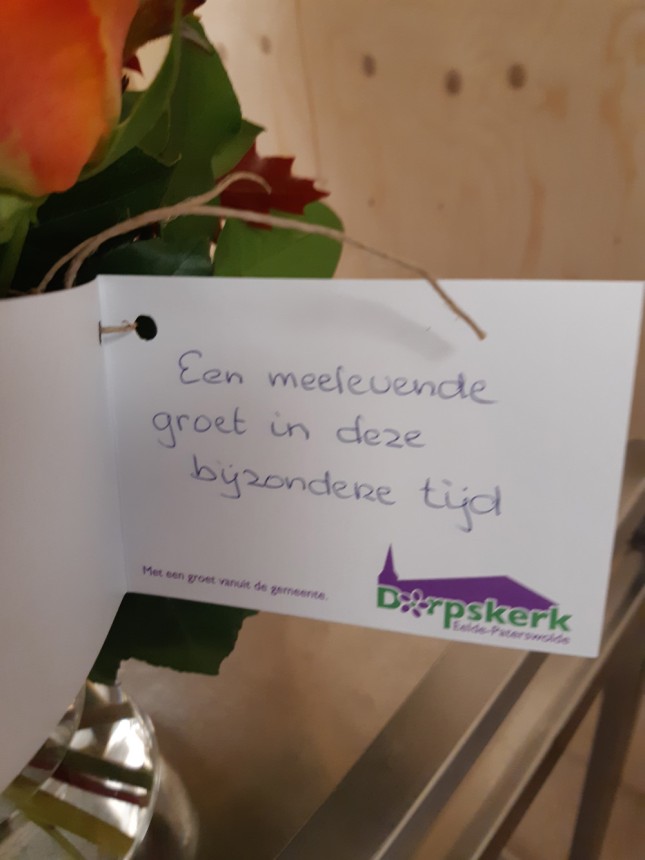 Een meelevende
groet in deze
bijzondere tijd
Met een groet vanuit de gemeente.
Dorpskerk
Eelde-Paterswolde